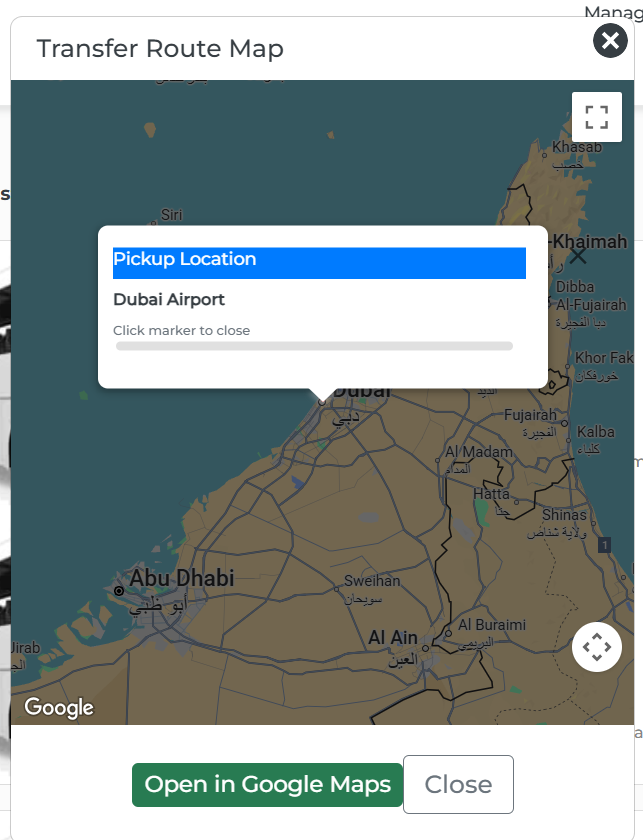 Manag
Transfer Route Map
Khasab
خصب
Siri
-Khaimah
رأ
Pickup Location
Dibba
Al-Fujairah
دبا الفجيرة
Dubai Airport
Click marker to close
Khor Fak
خورفكان
Dubai
دبي
الذيد
Fujairah
الفجيرة
Kalba
كلباء
Al Madam
المدام
Hatta
حتا
Shinas
ولاية شناص
1
Abu Dhabi
أبو ظبي
Sweihan
سويحان
Al Buraimi
البريمي
Al Ain
العين
Jirab
Google
Open in Google Maps
Close